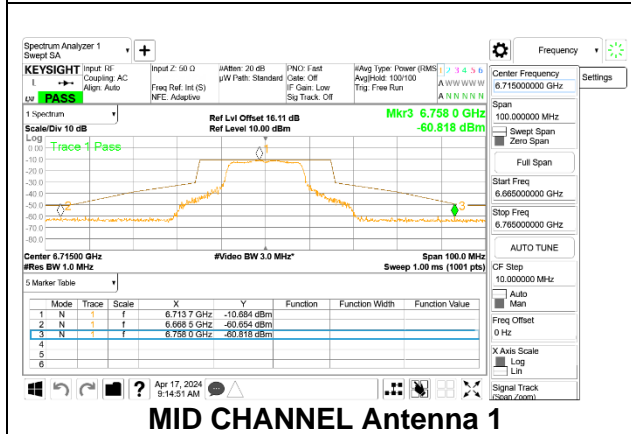 Spectrum Analyzer 1
Swept SA
+
Frequency
KEYSIGHT Input: RF Input Z: 50 Ω #Atten: 20 dB PNO: Fast #Avg Type: Power (RMS 1 2 3 4 5 6
L Coupling: AC µW Path: Standard Gate: Off Avg|Hold: 100/100 A W W W W W
Align: Auto Freq Ref: Int (S) IF Gain: Low Trig: Free Run
PASS NFE: Adaptive Sig Track: Off A N N N N N
Center Frequency
6.715000000 GHz
Settings
Span
100.000000 MHz
Swept Span
Zero Span
Full Span
Start Freq
6.665000000 GHz
Stop Freq
6.765000000 GHz
AUTO TUNE
CF Step
10.000000 MHz
Auto
Man
Freq Offset
0 Hz
X Axis Scale
Log
Lin
Signal Track
(Span Zoom)
1 Spectrum Ref Lvl Offset 16.11 dB Mkr3 6.758 0 GHz
Scale/Div 10 dB Ref Level 10.00 dBm -60.818 dBm
Log
0.00 Trace 1 Pass 1
-10.0
-20.0
-30.0
-40.0
-50.0 2 3
-60.0
-70.0
-80.0
Center 6.71500 GHz #Video BW 3.0 MHz* Span 100.0 MHz
#Res BW 1.0 MHz Sweep 1.00 ms (1001 pts)
5 Marker Table
Mode Trace Scale X Y Function Function Width Function Value
1 N 1 f 6.713 7 GHz -10.684 dBm
2 N 1 f 6.668 5 GHz -60.654 dBm
3 N 1 f 6.758 0 GHz -60.818 dBm
4
5
6
? Apr 17, 2024
9:14:51 AM
MID CHANNEL Antenna 1